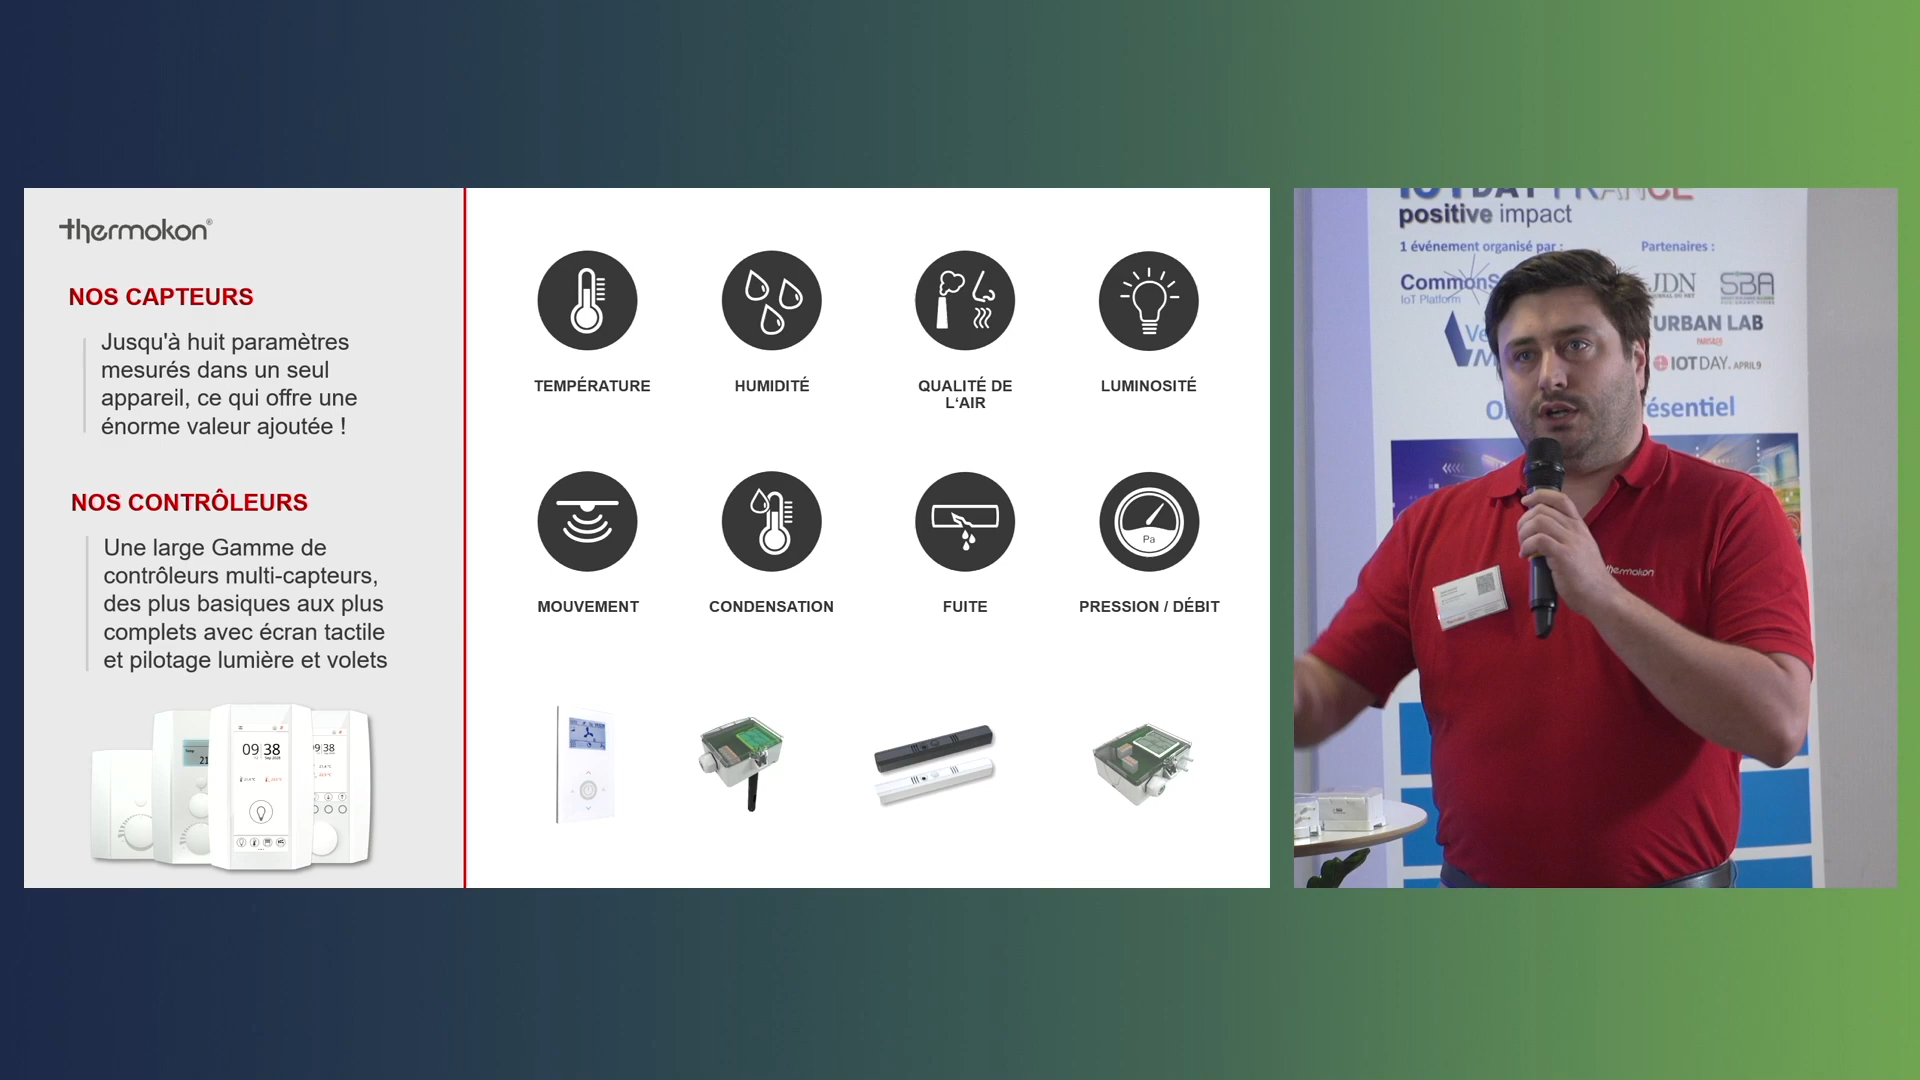 thermokon®
NOS CAPTEURS
Jusqu'à huit paramètres
mesurés dans un seul
appareil, ce qui offre une
énorme valeur ajoutée !
NOS CONTRÔLEURS
Une large Gamme de
contrôleurs multi-capteurs,
des plus basiques aux plus
complets avec écran tactile
et pilotage lumière et volets
09 38
TEMPÉRATURE
HUMIDITÉ
QUALITÉ DE
L'AIR
LUMINOSITÉ
Pa
MOUVEMENT
CONDENSATION
FUITE
PRESSION / DÉBIT
positive impact
1 événement organisé par :
Partenaires :
IoT Platform
JDN
SBA
URBAN LAB
IOTDAY. APRIL9
thermokon